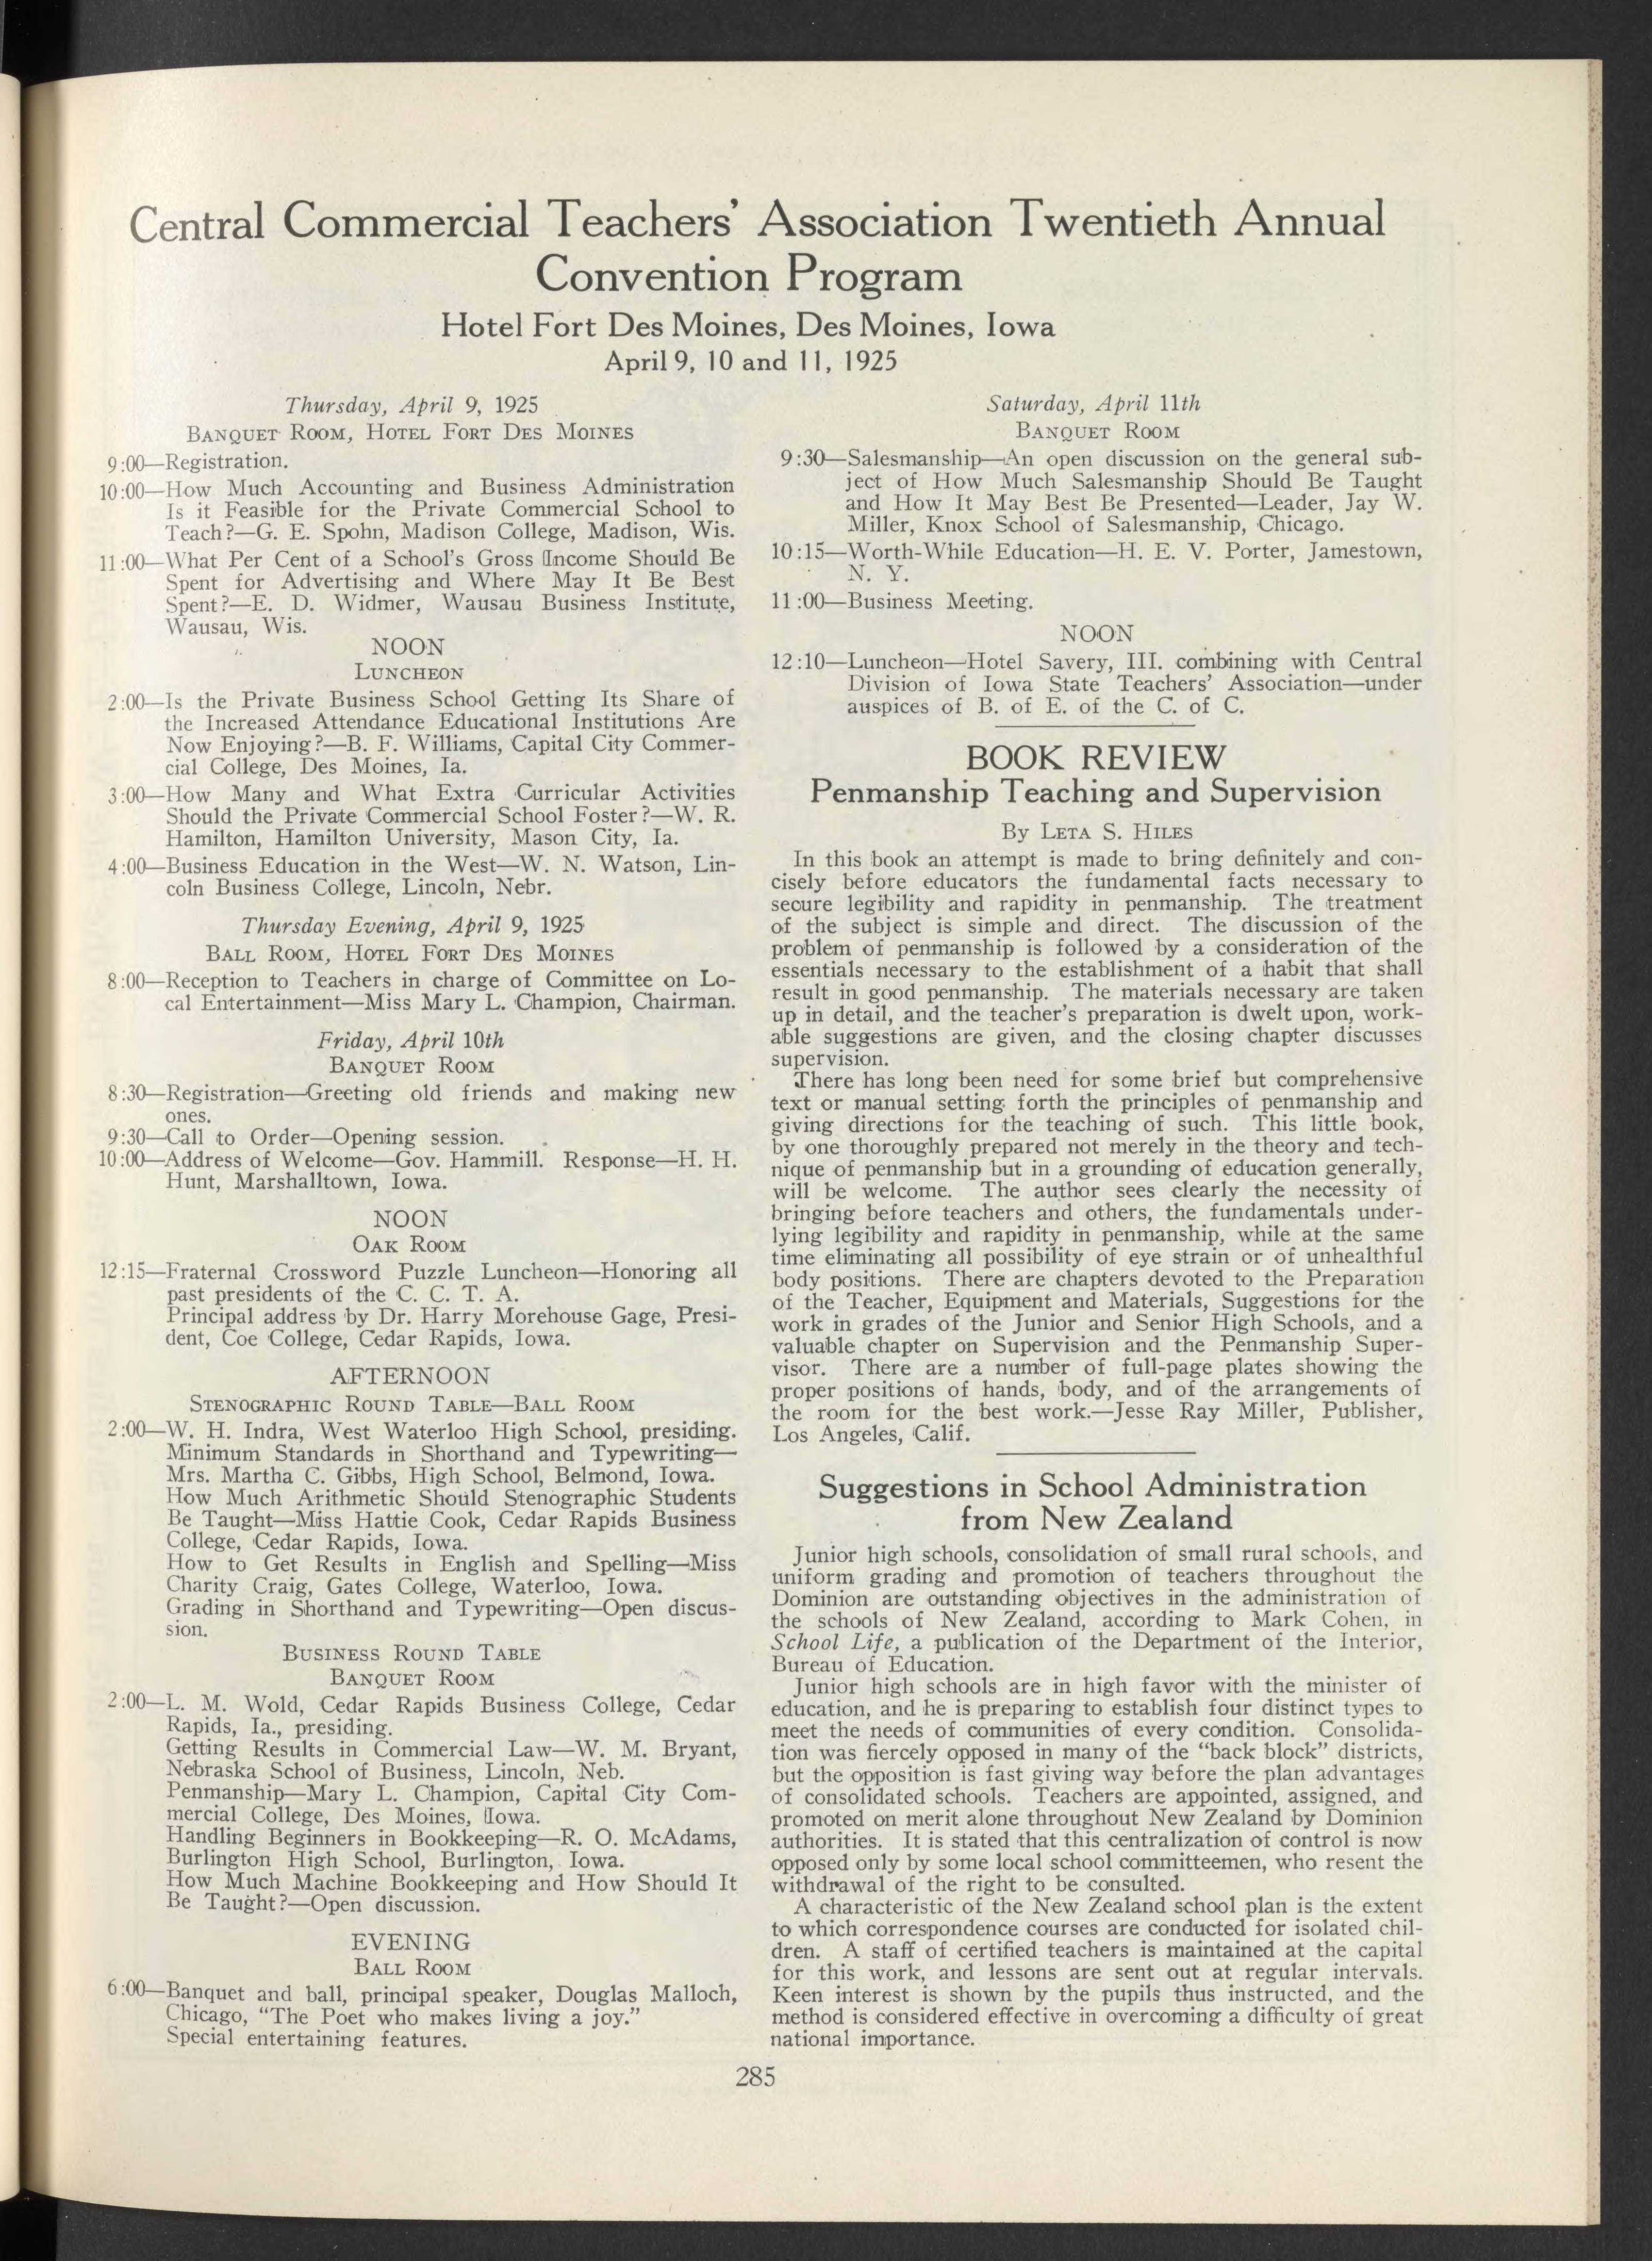 Central Commercial Teachers' Association Twentieth Annual
Convention Program
Hotel Fort Des Moines, Des Moines, Iowa
April 9, 10 and 11, 1925
Thursday, April 9, 1925
BANQUET ROOM, HOTEL FORT DES MOINES
9:00—Registration.
10:00—How Much Accounting and Business Administration
Is it Feasible for the Private Commercial School to
Teach?—G. E. Spohn, Madison College, Madison, Wis.
11:00—What Per Cent of a School's Gross Income Should Be
Spent for Advertising and Where May It Be Best
Spent?—E. D. Widmer, Wausau Business Institute,
Wausau, Wis.
NOON
LUNCHEON
2:00—Is the Private Business School Getting Its Share of
the Increased Attendance Educational Institutions Are
Now Enjoying?—B. F. Williams, Capital City Commer-
cial College, Des Moines, Ia.
3:00—How Many and What Extra Curricular Activities
Should the Private Commercial School Foster?—W. R.
Hamilton, Hamilton University, Mason City, Ia.
4:00—Business Education in the West—W. N. Watson, Lin-
coln Business College, Lincoln, Nebr.
Thursday Evening, April 9, 1925
BALL ROOM, HOTEL FORT DES MOINES
8:00—Reception to Teachers in charge of Committee on Lo-
cal Entertainment—Miss Mary L. Champion, Chairman.
Friday, April 10th
BANQUET ROOM
8:30—Registration—Greeting old friends and making new
ones.
9:30—Call to Order—Opening session.
10:00—Address of Welcome—Gov. Hammill. Response—H. H.
Hunt, Marshalltown, Iowa.
NOON
OAK ROOM
12:15—Fraternal Crossword Puzzle Luncheon—Honoring all
past presidents of the C. C. T. A.
Principal address by Dr. Harry Morehouse Gage, Presi-
dent, Coe College, Cedar Rapids, Iowa.
AFTERNOON
STENOGRAPHIC ROUND TABLE—BALL ROOM
2:00—W. H. Indra, West Waterloo High School, presiding.
Minimum Standards in Shorthand and Typewriting—
Mrs. Martha C. Gibbs, High School, Belmond, Iowa.
How Much Arithmetic Should Stenographic Students
Be Taught—Miss Hattie Cook, Cedar Rapids Business
College, Cedar Rapids, Iowa.
How to Get Results in English and Spelling—Miss
Charity Craig, Gates College, Waterloo, Iowa.
Grading in Shorthand and Typewriting—Open discus-
sion.
BUSINESS ROUND TABLE
BANQUET ROOM
2:00—L. M. Wold, Cedar Rapids Business College, Cedar
Rapids, Ia., presiding.
Getting Results in Commercial Law—W. M. Bryant,
Nebraska School of Business, Lincoln, Neb.
Penmanship—Mary L. Champion, Capital City Com-
mercial College, Des Moines, Iowa.
Handling Beginners in Bookkeeping—R. O. McAdams,
Burlington High School, Burlington, Iowa.
How Much Machine Bookkeeping and How Should It
Be Taught?—Open discussion.
EVENING
BALL ROOM
6:00—Banquet and ball, principal speaker, Douglas Malloch,
Chicago, "The Poet who makes living a joy."
Special entertaining features.
Saturday, April 11th
BANQUET ROOM
9:30—Salesmanship—An open discussion on the general sub-
ject of How Much Salesmanship Should Be Taught
and How It May Best Be Presented—Leader, Jay W.
Miller, Knox School of Salesmanship, Chicago.
10:15—Worth-While Education—H. E. V. Porter, Jamestown,
N. Y.
11:00—Business Meeting.
NOON
12:10—Luncheon—Hotel Savery, III. combining with Central
Division of Iowa State Teachers' Association—under
auspices of B. of E. of the C. of C.
BOOK REVIEW
Penmanship Teaching and Supervision
By LETA S. HILES
In this book an attempt is made to bring definitely and con-
cisely before educators the fundamental facts necessary to
secure legibility and rapidity in penmanship. The treatment
of the subject is simple and direct. The discussion of the
problem of penmanship is followed by a consideration of the
essentials necessary to the establishment of a habit that shall
result in good penmanship. The materials necessary are taken
up in detail, and the teacher's preparation is dwelt upon, work-
able suggestions are given, and the closing chapter discusses
supervision.
There has long been need for some brief but comprehensive
text or manual setting forth the principles of penmanship and
giving directions for the teaching of such. This little book,
by one thoroughly prepared not merely in the theory and tech-
nique of penmanship but in a grounding of education generally,
will be welcome. The author sees clearly the necessity of
bringing before teachers and others, the fundamentals under-
lying legibility and rapidity in penmanship, while at the same
time eliminating all possibility of eye strain or of unhealthful
body positions. There are chapters devoted to the Preparation
of the Teacher, Equipment and Materials, Suggestions for the
work in grades of the Junior and Senior High Schools, and a
valuable chapter on Supervision and the Penmanship Super-
visor. There are a number of full-page plates showing the
proper positions of hands, body, and of the arrangements of
the room for the best work.—Jesse Ray Miller, Publisher,
Los Angeles, Calif.
Suggestions in School Administration
from New Zealand
Junior high schools, consolidation of small rural schools, and
uniform grading and promotion of teachers throughout the
Dominion are outstanding objectives in the administration of
the schools of New Zealand, according to Mark Cohen, in
School Life, a publication of the Department of the Interior,
Bureau of Education.
Junior high schools are in high favor with the minister of
education, and he is preparing to establish four distinct types to
meet the needs of communities of every condition. Consolida-
tion was fiercely opposed in many of the "back block" districts,
but the opposition is fast giving way before the plan advantages
of consolidated schools. Teachers are appointed, assigned, and
promoted on merit alone throughout New Zealand by Dominion
authorities. It is stated that this centralization of control is now
opposed only by some local school committeemen, who resent the
withdrawal of the right to be consulted.
A characteristic of the New Zealand school plan is the extent
to which correspondence courses are conducted for isolated chil-
dren. A staff of certified teachers is maintained at the capital
for this work, and lessons are sent out at regular intervals.
Keen interest is shown by the pupils thus instructed, and the
method is considered effective in overcoming a difficulty of great
national importance.
285